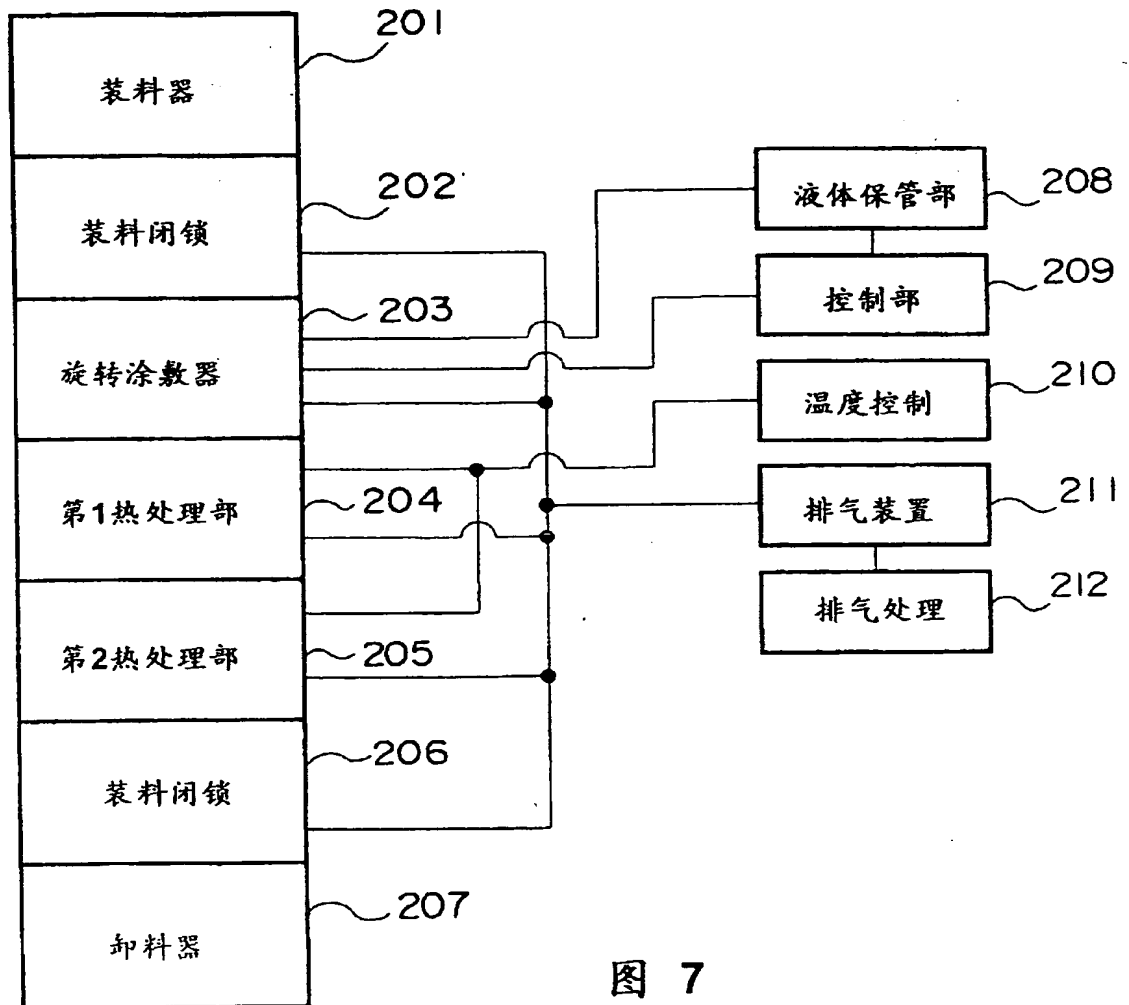 201
装料器
202
装料闭锁
203
旋转涂敷器
204
第1热处理部
205
第2热处理部
206
装料闭锁
207
卸料器
208
液体保管部
209
控制部
210
温度控制
211
排气装置
212
排气处理
图 7